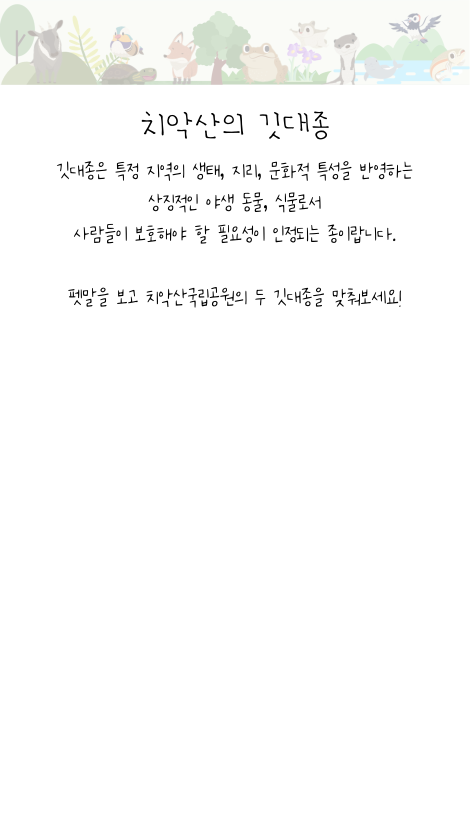 치악산의 깃대종
깃대종은 특정 지역의 생태, 지리, 문화적 특성을 반영하는
상징적인 야생 동물, 식물로서
사람들이 보호해야 할 필요성이 인정되는 종이랍니다.
펫말을 보고 치악산국립공원의 두 깃대종을 맞춰보세요!